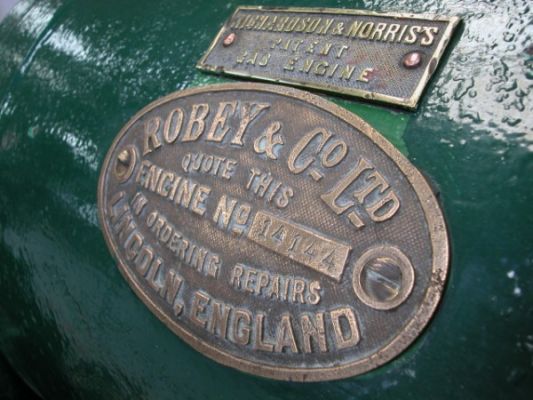 RICHARDSON & NORRIS'S
PATENT
GAS ENGINE
ROBEY & CO LTD
QUOTE THIS
ENGINE NO 14144
IN ORDERING REPAIRS
LINCOLN, ENGLAND